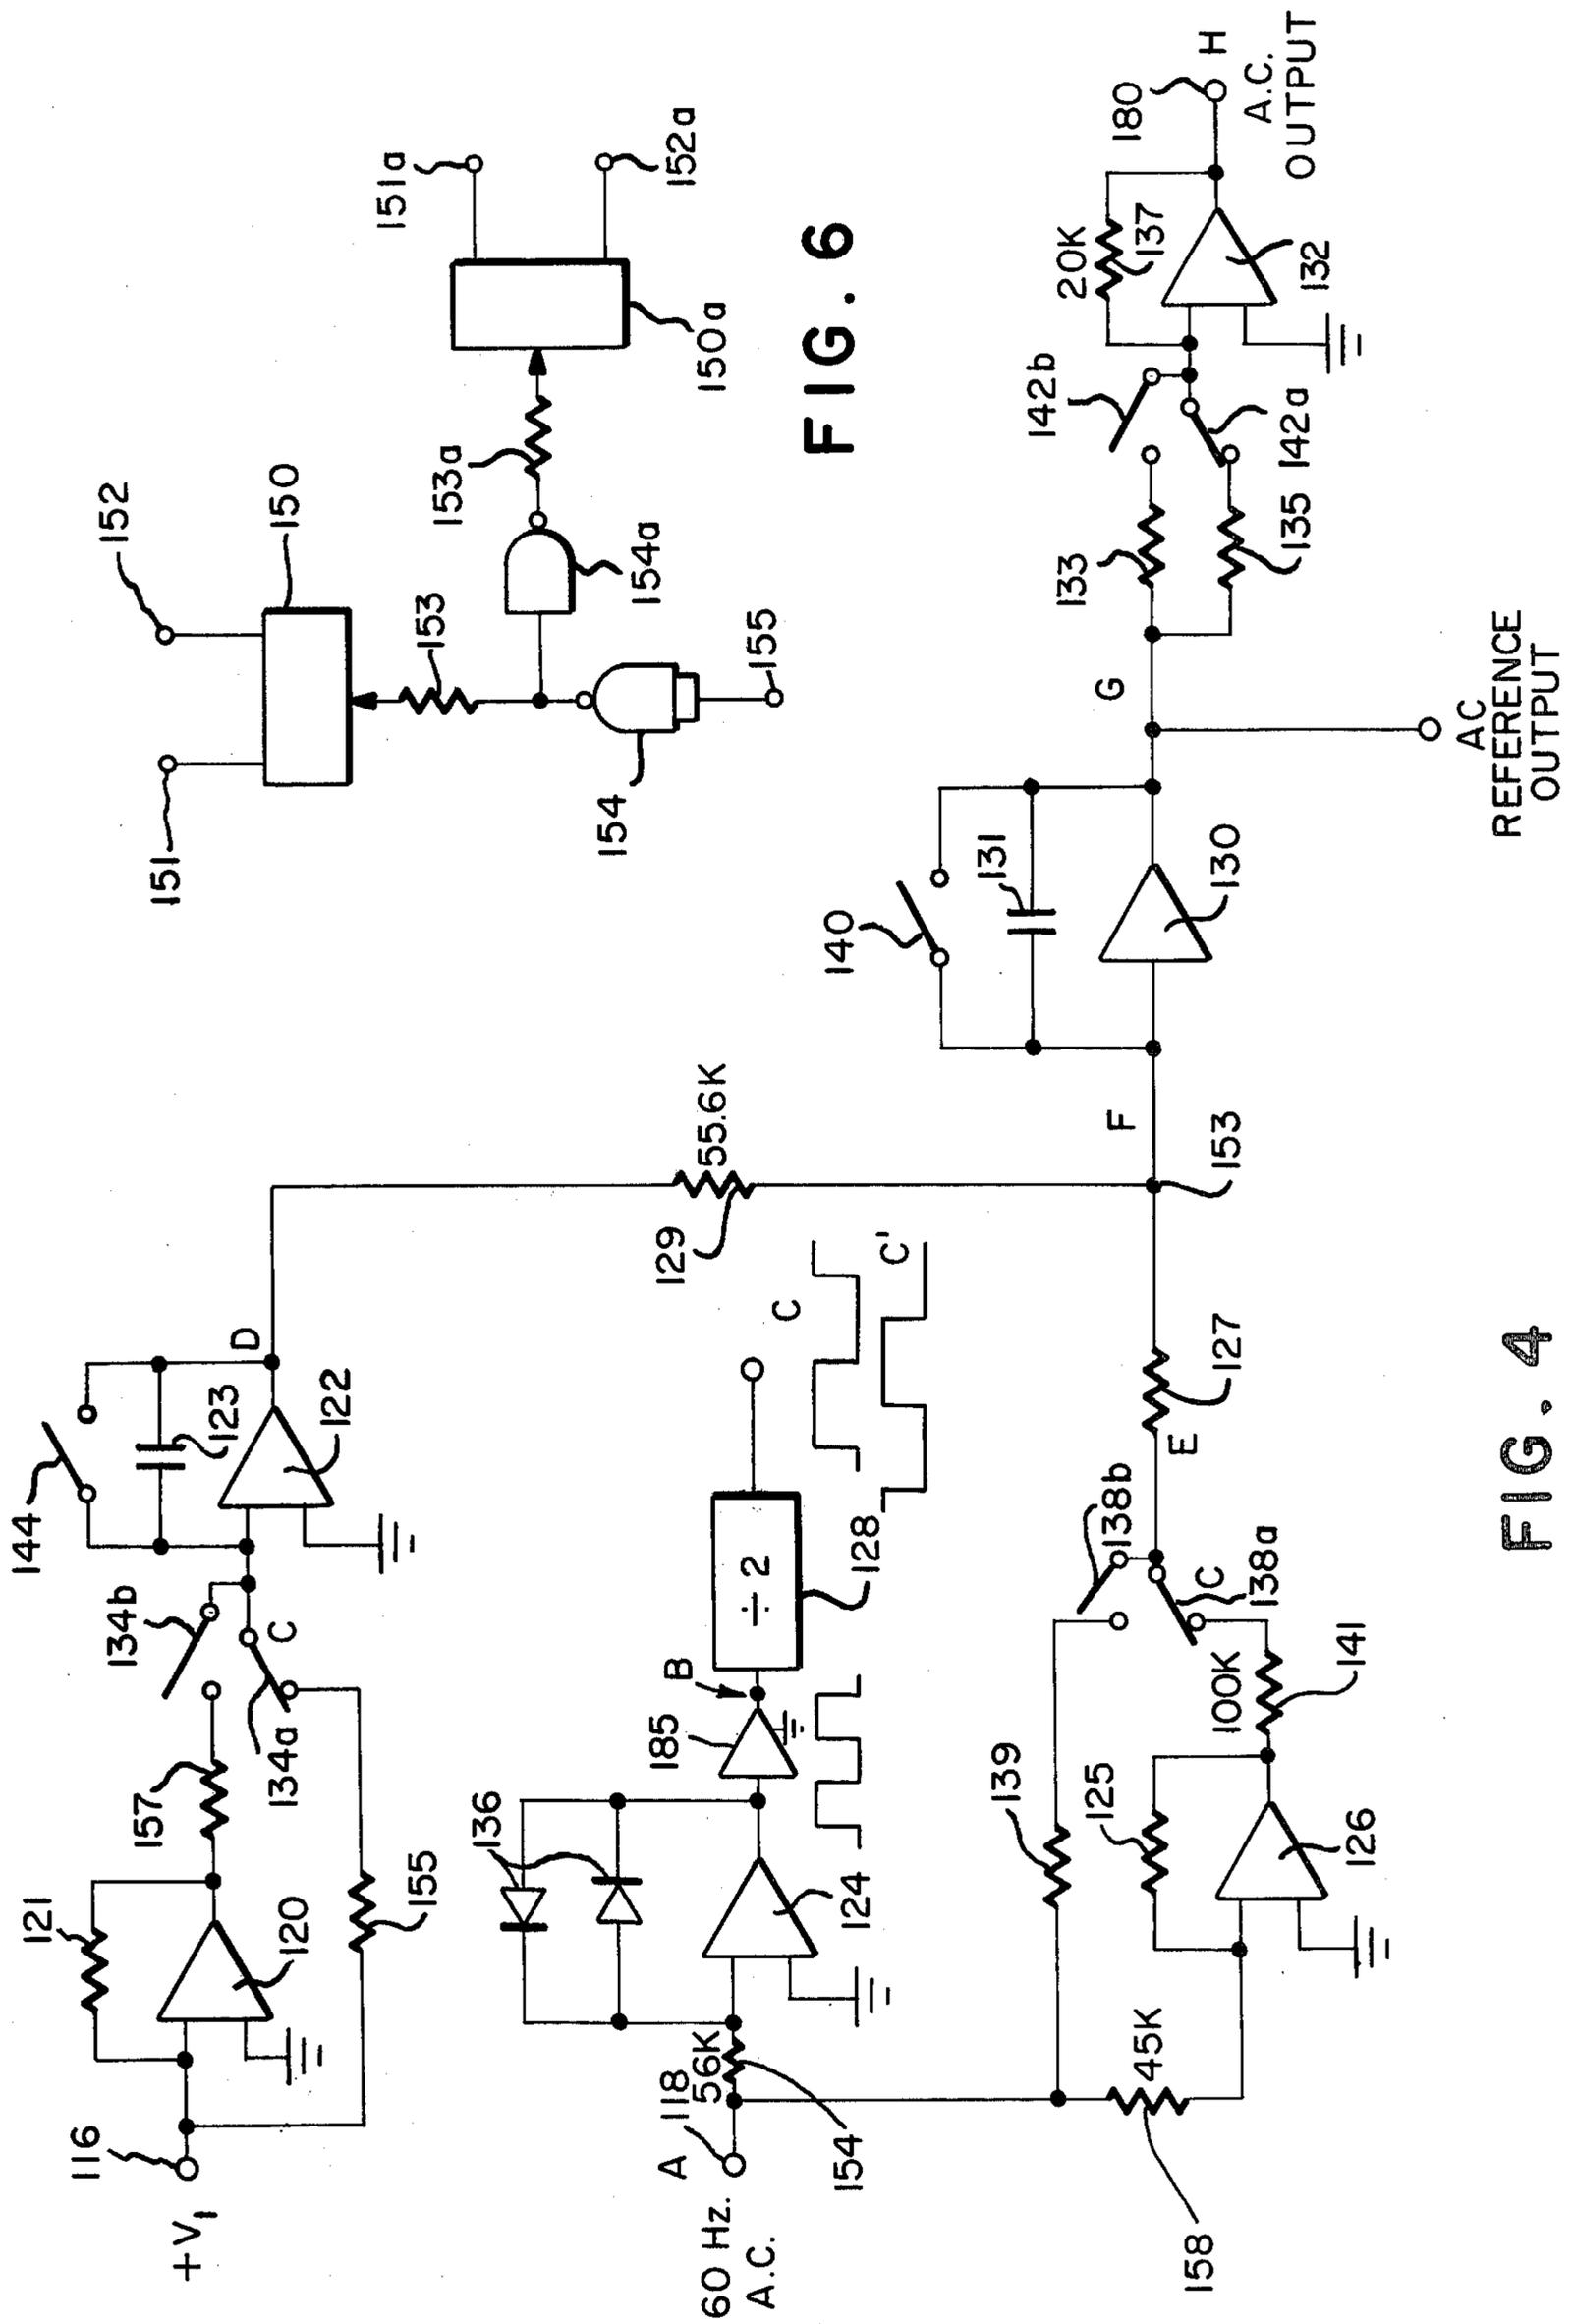 +V1
116
121
120
155
157
134a
134b
C
144
123
122
D
60 Hz.
A.C.
A
118
56K
154
136
124
185
B
÷ 2
128
C
C'
129
55.6K
158
45K
139
125
126
141
100K
138a
C
138b
E
127
153
F
140
131
130
G
AC
REFERENCE
OUTPUT
133
135
142b
142a
20K
137
132
180
H
A.C.
OUTPUT
FIG. 4
151
152
150
153
154
155
154a
153a
150a
151a
152a
FIG. 6